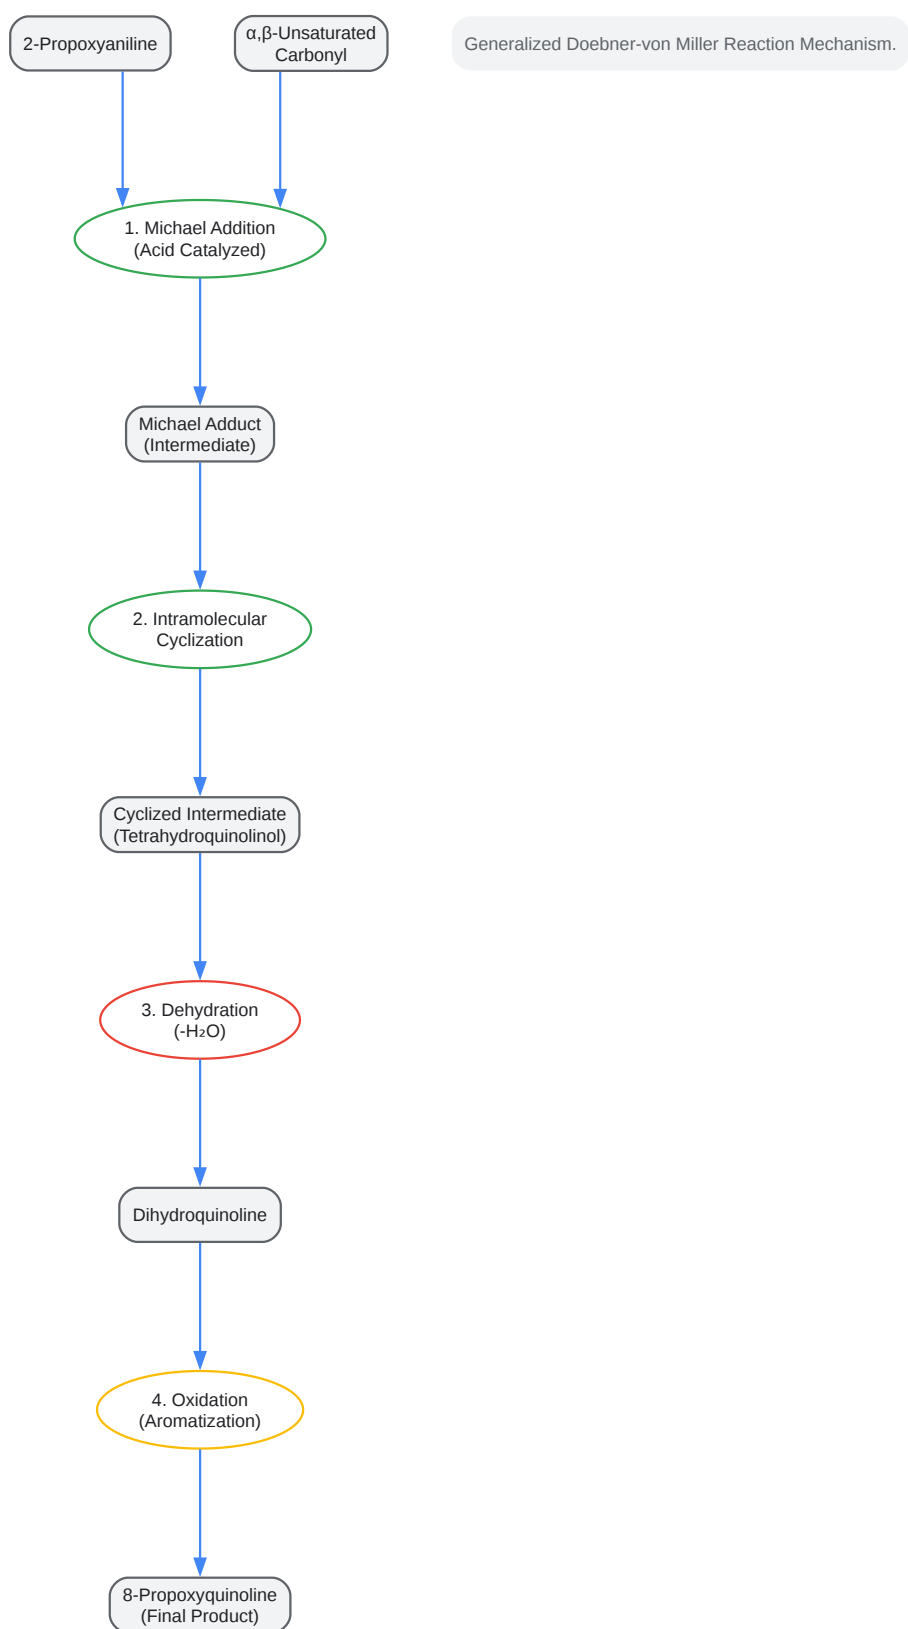 2-Propoxyaniline
α,β-Unsaturated
Carbonyl
Generalized Doebner-von Miller Reaction Mechanism.
1. Michael Addition
(Acid Catalyzed)
Michael Adduct
(Intermediate)
2. Intramolecular
Cyclization
Cyclized Intermediate
(Tetrahydroquinolinol)
3. Dehydration
(-H₂O)
Dihydroquinoline
4. Oxidation
(Aromatization)
8-Propoxyquinoline
(Final Product)